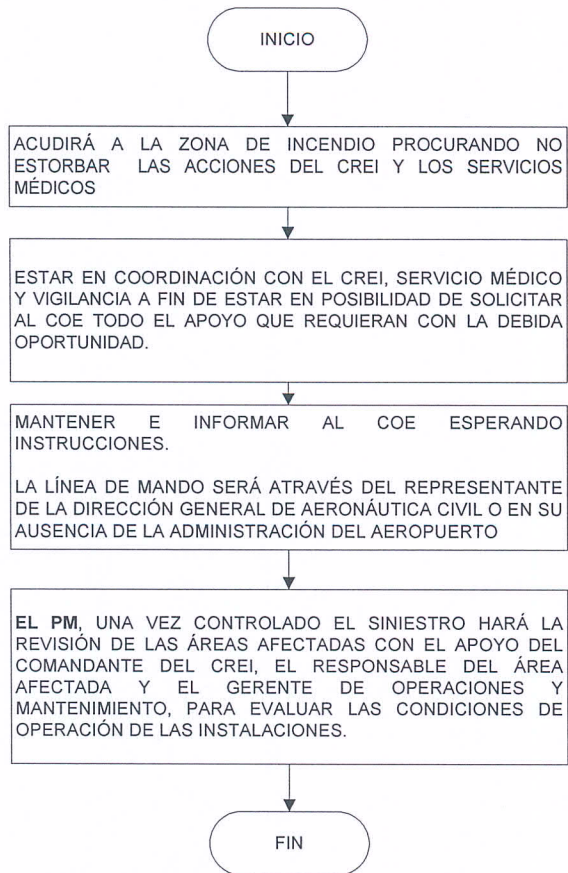 INICIO
ACUDIRÁ A LA ZONA DE INCENDIO PROCURANDO NO
ESTORBAR LAS ACCIONES DEL CREI Y LOS SERVICIOS
MÉDICOS
ESTAR EN COORDINACIÓN CON EL CREI, SERVICIO MÉDICO
Y VIGILANCIA A FIN DE ESTAR EN POSIBILIDAD DE SOLICITAR
AL COE TODO EL APOYO QUE REQUIERAN CON LA DEBIDA
OPORTUNIDAD.
MANTENER E INFORMAR AL COE ESPERANDO
INSTRUCCIONES.
LA LÍNEA DE MANDO SERÁ ATRAVÉS DEL REPRESENTANTE
DE LA DIRECCIÓN GENERAL DE AERONÁUTICA CIVIL O EN SU
AUSENCIA DE LA ADMINISTRACIÓN DEL AEROPUERTO
EL PM, UNA VEZ CONTROLADO EL SINIESTRO HARÁ LA
REVISIÓN DE LAS ÁREAS AFECTADAS CON EL APOYO DEL
COMANDANTE DEL CREI, EL RESPONSABLE DEL ÁREA
AFECTADA Y EL GERENTE DE OPERACIONES Y
MANTENIMIENTO, PARA EVALUAR LAS CONDICIONES DE
OPERACIÓN DE LAS INSTALACIONES.
FIN